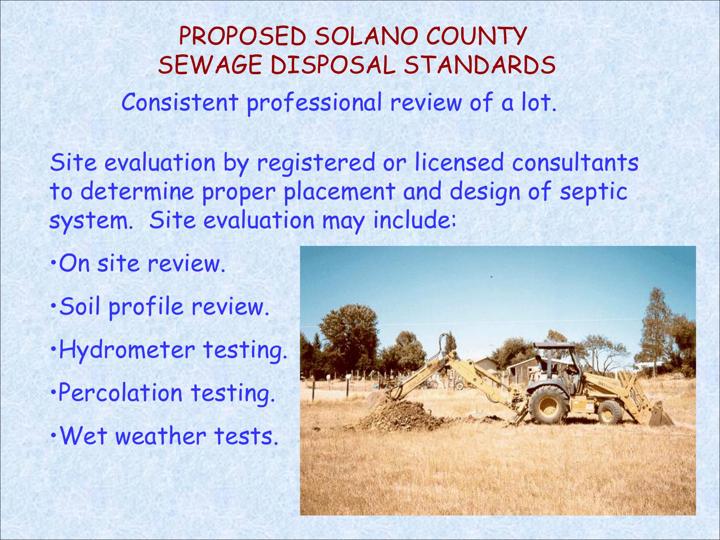 PROPOSED SOLANO COUNTY
SEWAGE DISPOSAL STANDARDS
Consistent professional review of a lot.
Site evaluation by registered or licensed consultants
to determine proper placement and design of septic
system.  Site evaluation may include:
•On site review.
•Soil profile review.
•Hydrometer testing.
•Percolation testing.
•Wet weather tests.